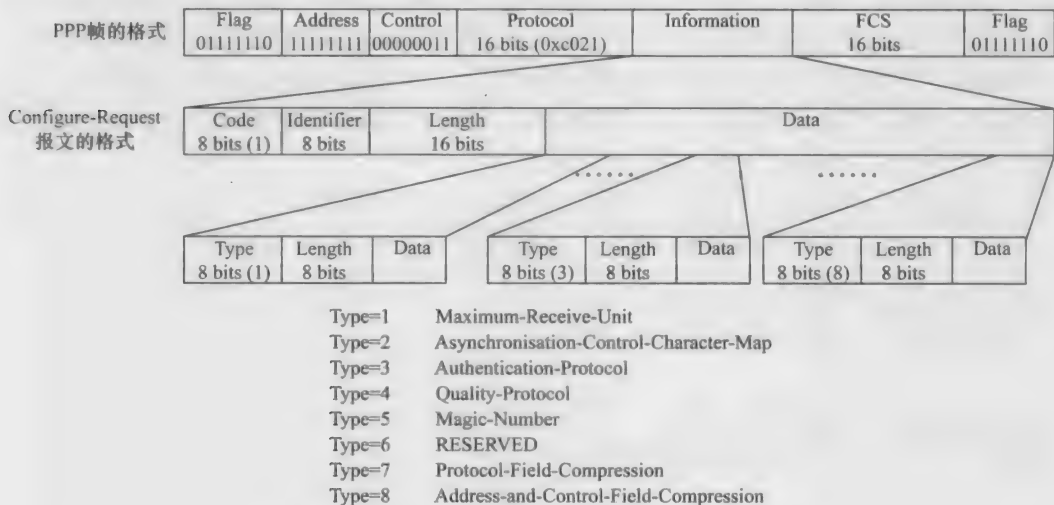 PPP帧的格式
Flag Address Control Protocol Information FCS Flag
01111110 11111111 00000011 16 bits (0xc021) 16 bits 01111110
Configure-Request
报文的格式
Code Identifier Length Data
8 bits (1) 8 bits 16 bits
...... ......
Type Length Data Type Length Data Type Length Data
8 bits (1) 8 bits 8 bits (3) 8 bits 8 bits (8) 8 bits
Type=1 Maximum-Receive-Unit
Type=2 Asynchronisation-Control-Character-Map
Type=3 Authentication-Protocol
Type=4 Quality-Protocol
Type=5 Magic-Number
Type=6 RESERVED
Type=7 Protocol-Field-Compression
Type=8 Address-and-Control-Field-Compression